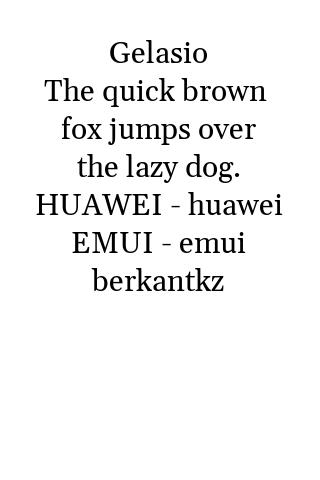 Gelasio
The quick brown
fox jumps over
the lazy dog.
HUAWEI - huawei
EMUI - emui
berkantkz